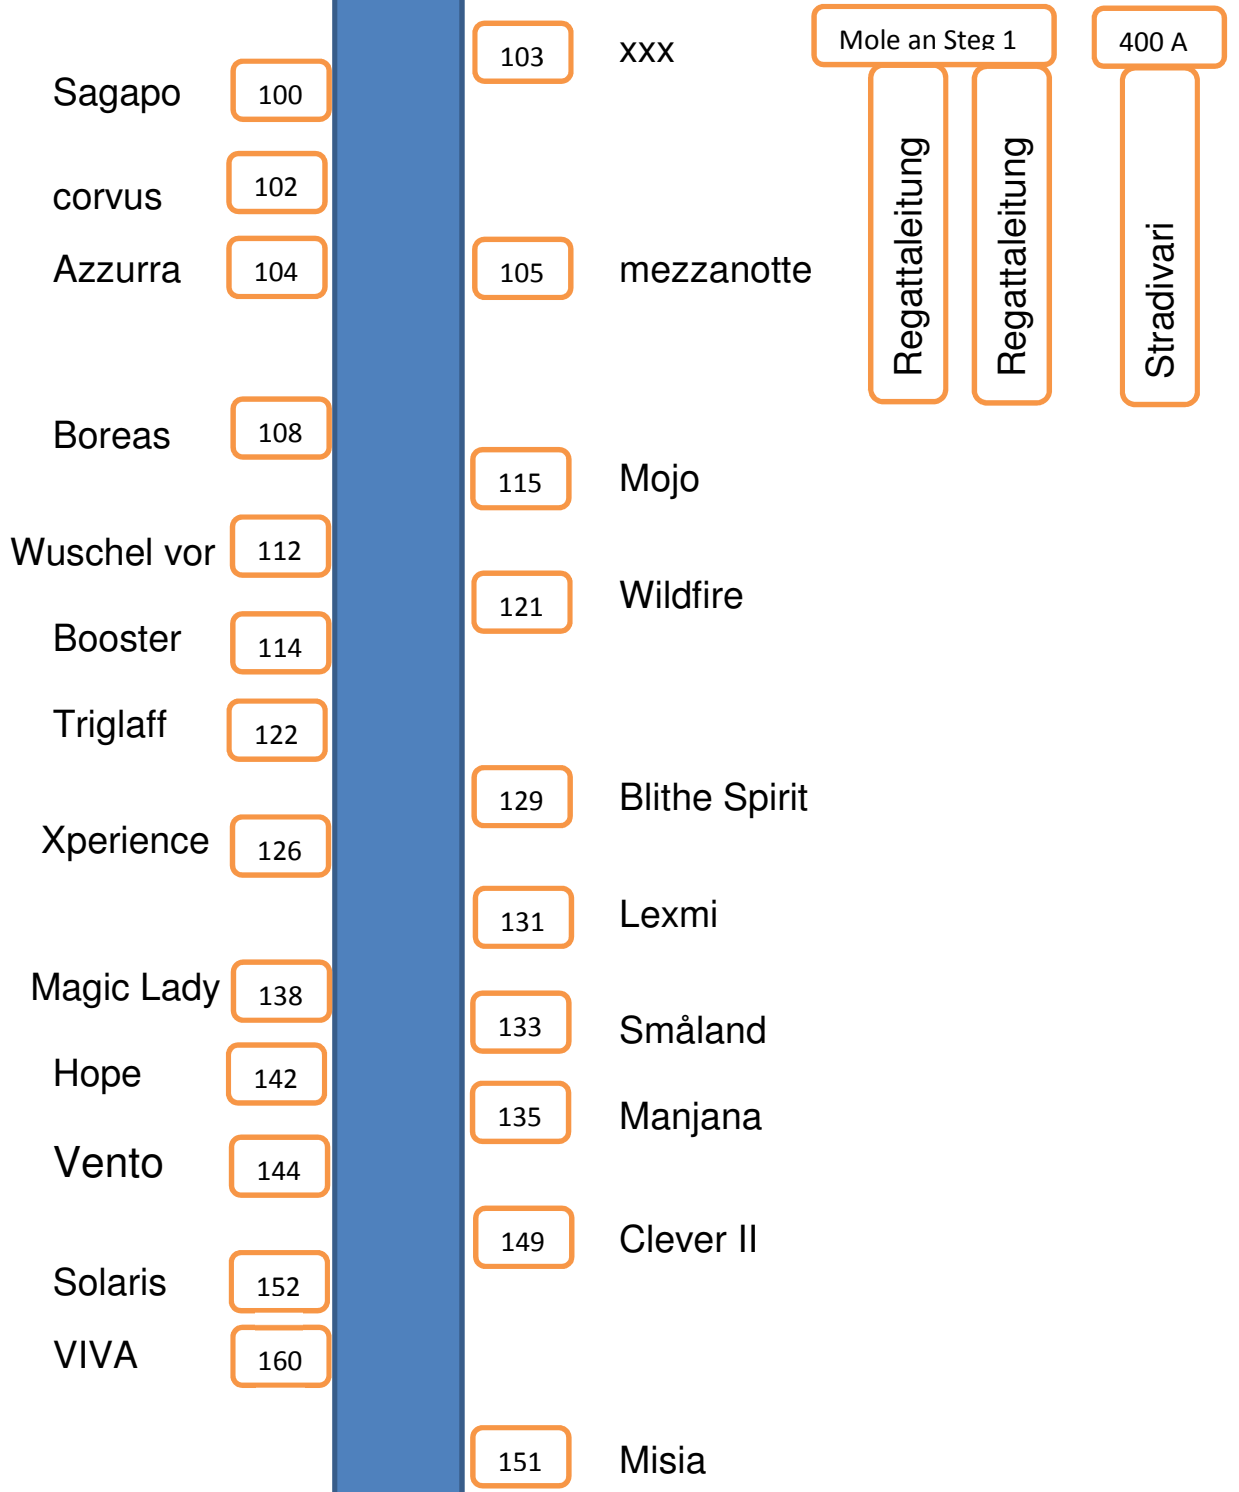 103 xxx
Mole an Steg 1
400 A
Sagapo 100
Regattaleitung
Regattaleitung
Stradivari
corvus 102
Azzurra 104
105 mezzanotte
Boreas 108
115 Mojo
Wuschel vor 112
121 Wildfire
Booster 114
Triglaff 122
129 Blithe Spirit
Xperience 126
131 Lexmi
Magic Lady 138
133 Småland
Hope 142
135 Manjana
Vento 144
149 Clever II
Solaris 152
VIVA 160
151 Misia